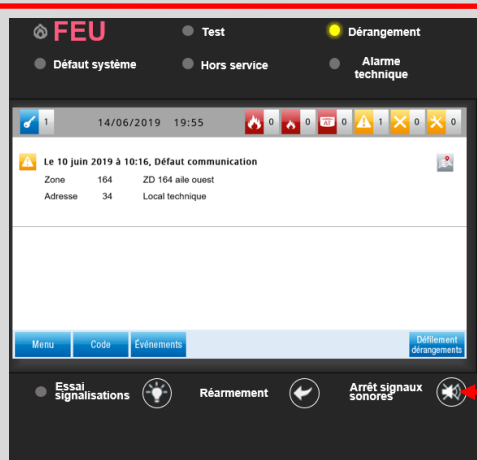 FEU
Test
Dérangement
Défaut système
Hors service
Alarme
technique
1
14/06/2019 19:55
0
0
AT 0
1
0
0
Le 10 juin 2019 à 10:16, Défaut communication
Zone 164 ZD 164 aile ouest
Adresse 34 Local technique
Menu
Code
Événements
Défilement
dérangements
Essai
signalisations
Réarmement
Arrêt signaux
sonores